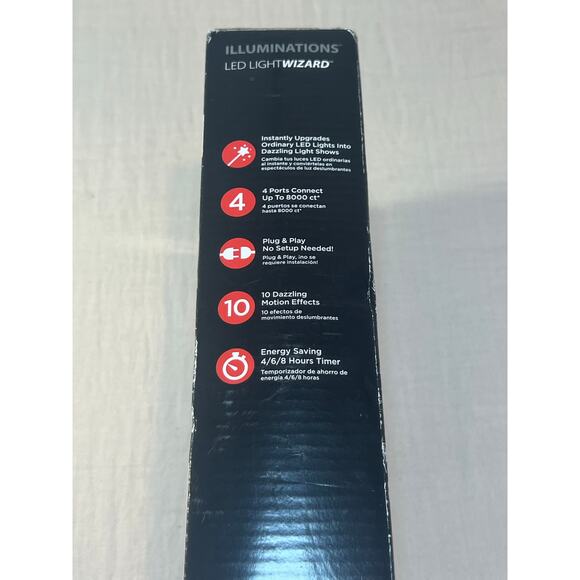 ILLUMINATIONS™
LED LIGHTWIZARD™
Instantly Upgrades
Ordinary LED Lights Into
Dazzling Light Shows
Cambia tus luces LED ordinarias
al instante y conviértelas en
espectáculos de luz deslumbrantes
4
4 Ports Connect
Up To 8000 ct*
4 puertos se conectan
hasta 8000 ct*
Plug & Play
No Setup Needed!
Plug & Play, ¡no se
requiere instalación!
10
10 Dazzling
Motion Effects
10 efectos de
movimiento deslumbrantes
Energy Saving
4/6/8 Hours Timer
Temporizador de ahorro de
energía 4/6/8 horas